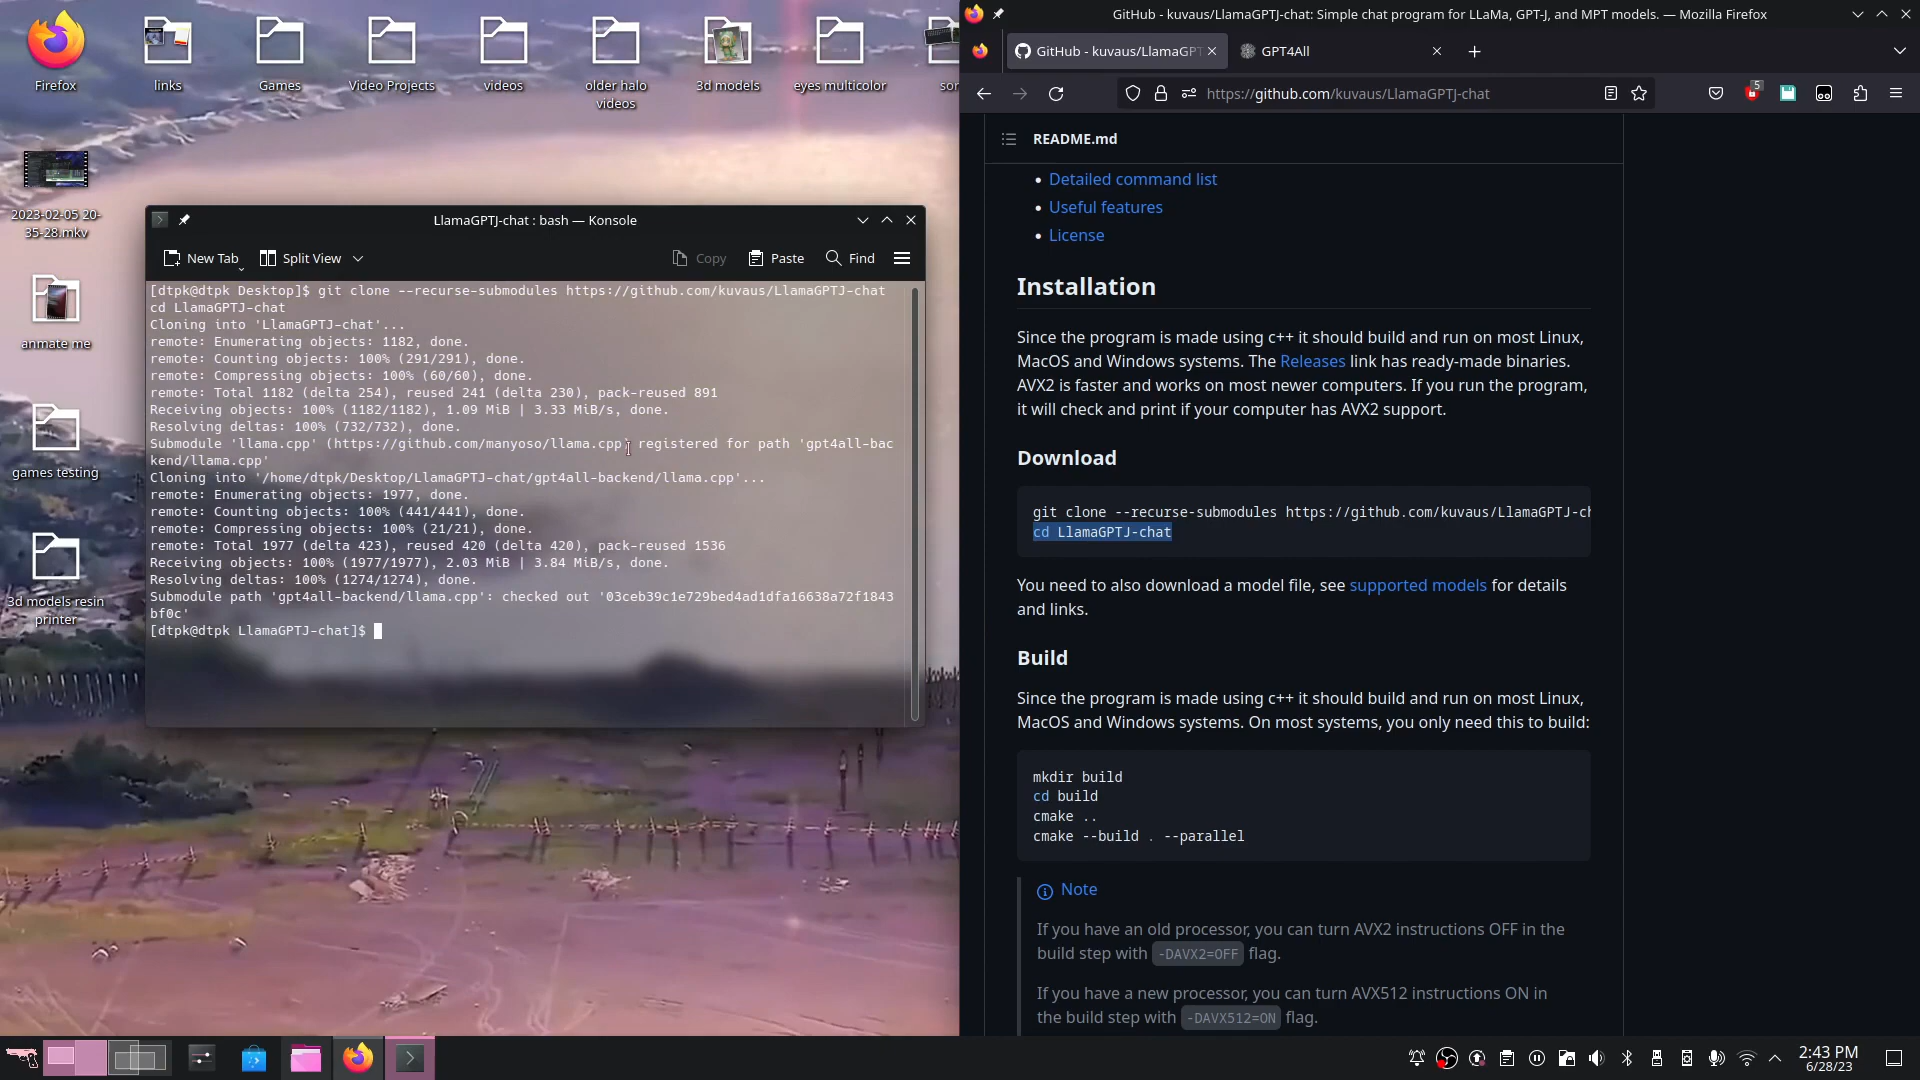 Firefox
links
Games
Video Projects
videos
older halo
videos
3d models
eyes multicolor
2023-02-05 20-
35-28.mkv
anmate me
games testing
3d models resin
printer
LlamaGPTJ-chat : bash — Konsole
New Tab
Split View
Copy
Paste
Find
[dtpk@dtpk Desktop]$ git clone --recurse-submodules https://github.com/kuvaus/LlamaGPTJ-chat
cd LlamaGPTJ-chat
Cloning into 'LlamaGPTJ-chat'...
remote: Enumerating objects: 1182, done.
remote: Counting objects: 100% (291/291), done.
remote: Compressing objects: 100% (60/60), done.
remote: Total 1182 (delta 254), reused 241 (delta 230), pack-reused 891
Receiving objects: 100% (1182/1182), 1.09 MiB | 3.33 MiB/s, done.
Resolving deltas: 100% (732/732), done.
Submodule 'llama.cpp' (https://github.com/manyoso/llama.cpp) registered for path 'gpt4all-bac
kend/llama.cpp'
Cloning into '/home/dtpk/Desktop/LlamaGPTJ-chat/gpt4all-backend/llama.cpp'...
remote: Enumerating objects: 1977, done.
remote: Counting objects: 100% (441/441), done.
remote: Compressing objects: 100% (21/21), done.
remote: Total 1977 (delta 423), reused 420 (delta 420), pack-reused 1536
Receiving objects: 100% (1977/1977), 2.03 MiB | 3.84 MiB/s, done.
Resolving deltas: 100% (1274/1274), done.
Submodule path 'gpt4all-backend/llama.cpp': checked out '03ceb39c1e729bed4ad1dfa16638a72f1843
bf0c'
[dtpk@dtpk LlamaGPTJ-chat]$
GitHub - kuvaus/LlamaGPTJ-chat: Simple chat program for LLaMa, GPT-J, and MPT models. — Mozilla Firefox
GitHub - kuvaus/LlamaGPT
GPT4All
https://github.com/kuvaus/LlamaGPTJ-chat
5
README.md
Detailed command list
Useful features
License
Installation
Since the program is made using c++ it should build and run on most Linux,
MacOS and Windows systems. The Releases link has ready-made binaries.
AVX2 is faster and works on most newer computers. If you run the program,
it will check and print if your computer has AVX2 support.
Download
git clone --recurse-submodules https://github.com/kuvaus/LlamaGPTJ-ch
cd LlamaGPTJ-chat
You need to also download a model file, see supported models for details
and links.
Build
Since the program is made using c++ it should build and run on most Linux,
MacOS and Windows systems. On most systems, you only need this to build:
mkdir build
cd build
cmake ..
cmake --build . --parallel
Note
If you have an old processor, you can turn AVX2 instructions OFF in the
build step with -DAVX2=OFF flag.
If you have a new processor, you can turn AVX512 instructions ON in
the build step with -DAVX512=ON flag.
2:43 PM
6/28/23